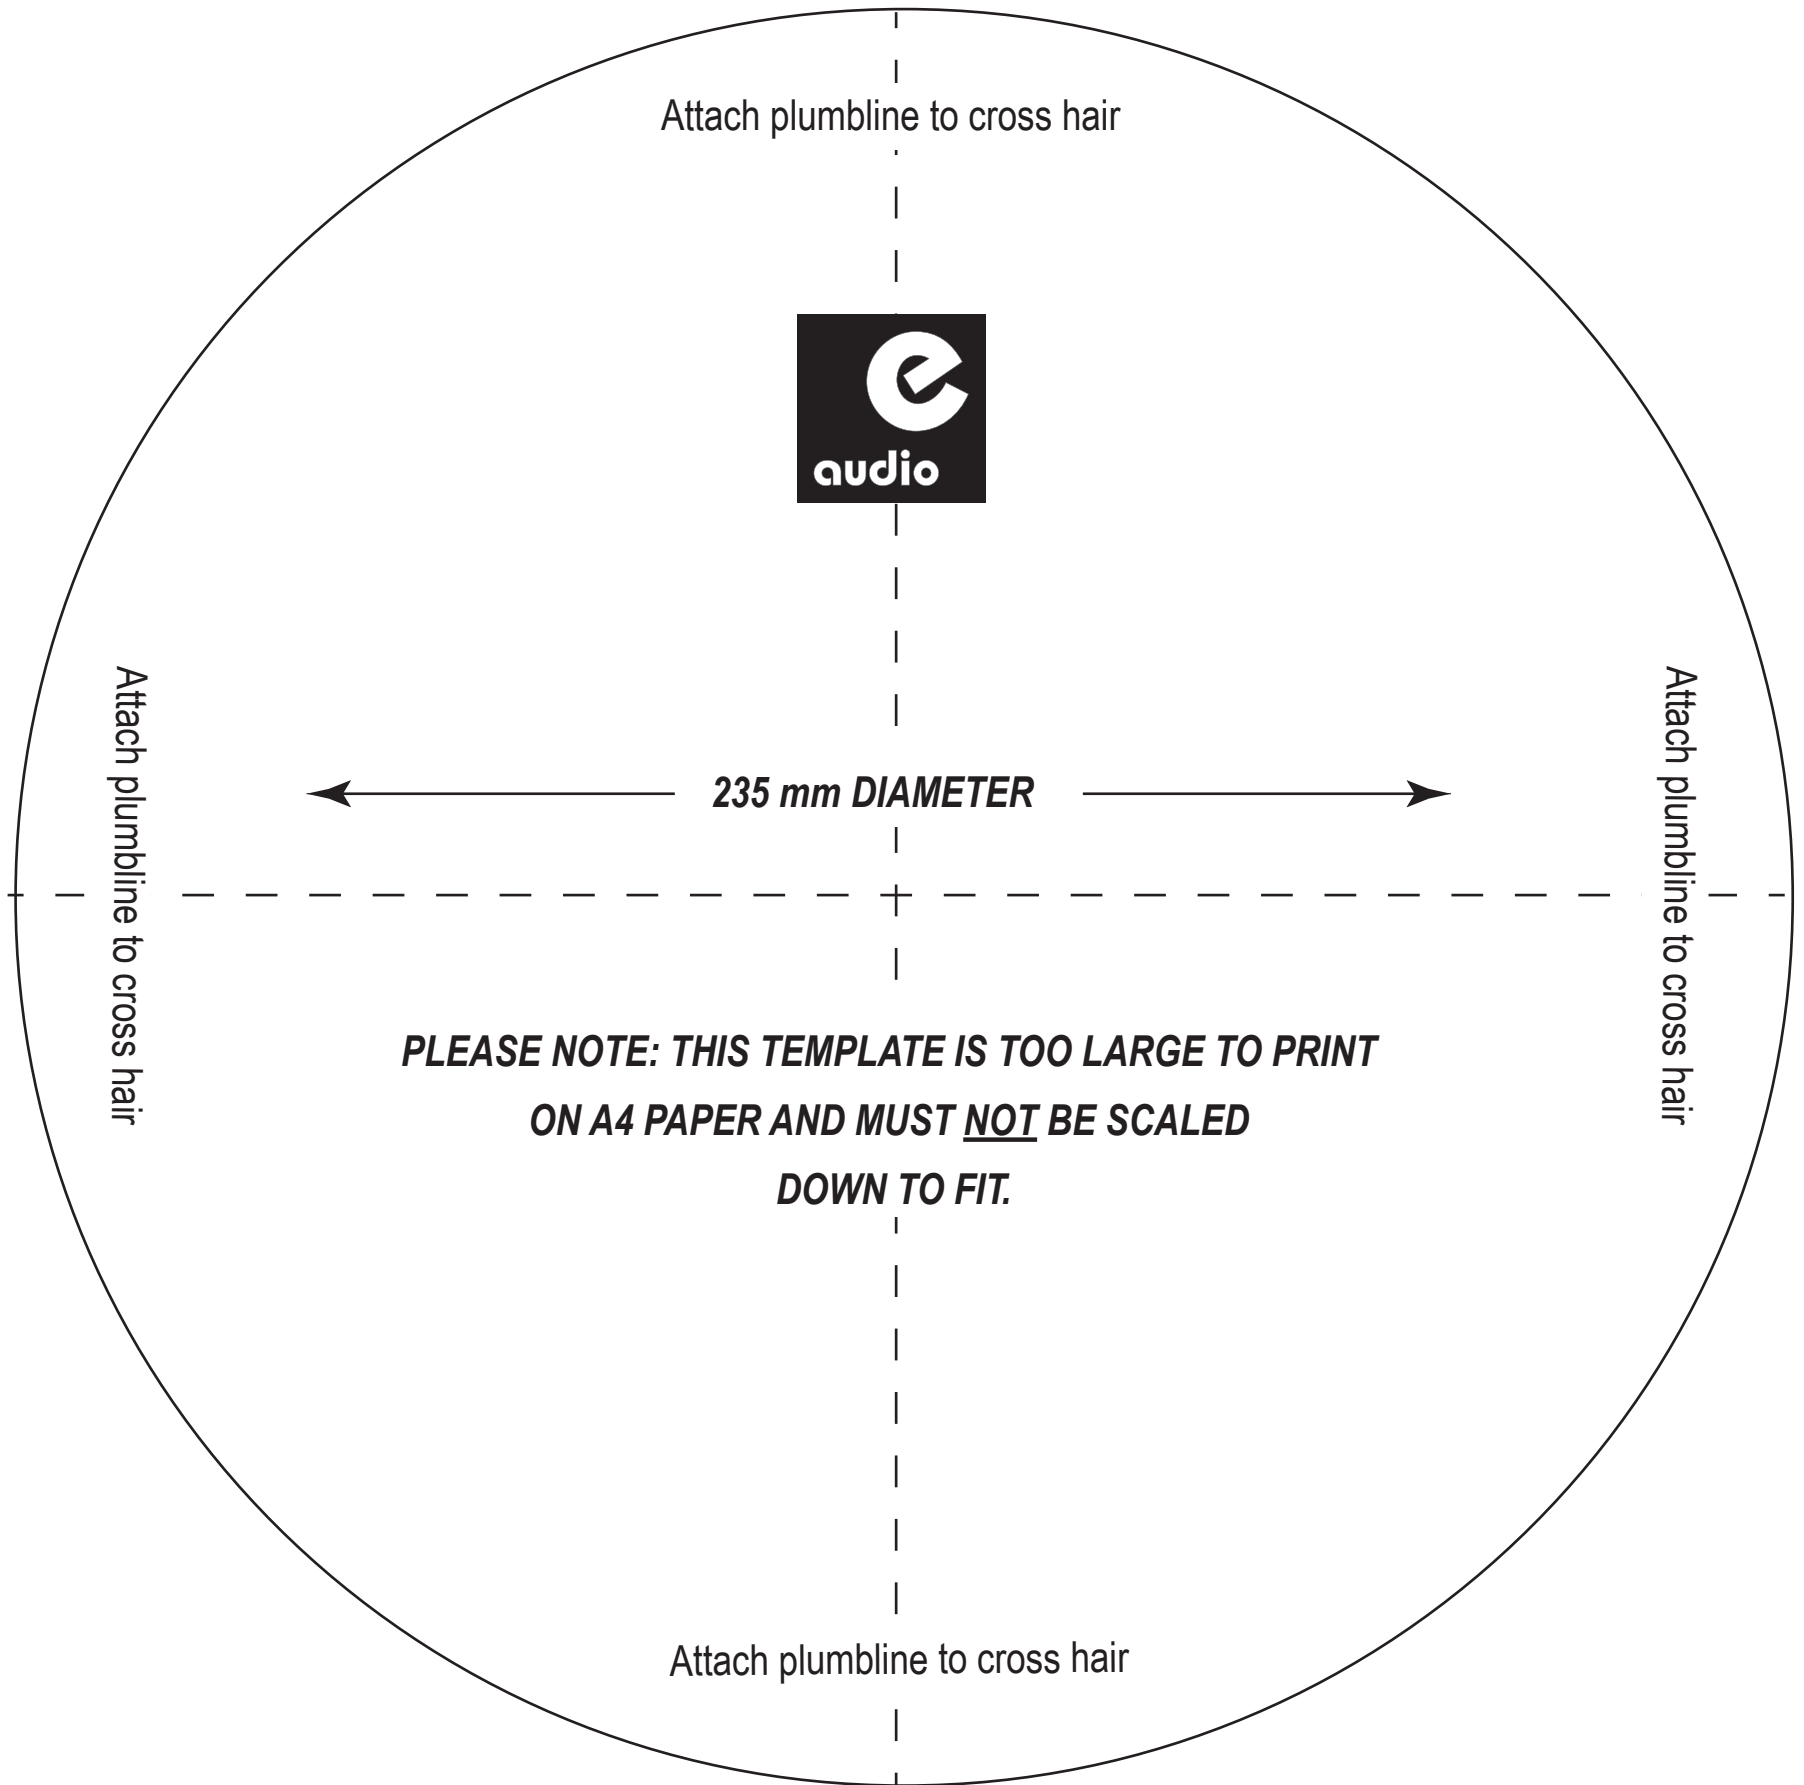 Attach plumbline to cross hair
e
audio
Attach plumbline to cross hair
Attach plumbline to cross hair
235 mm DIAMETER
PLEASE NOTE: THIS TEMPLATE IS TOO LARGE TO PRINT
ON A4 PAPER AND MUST NOT BE SCALED
DOWN TO FIT.
Attach plumbline to cross hair